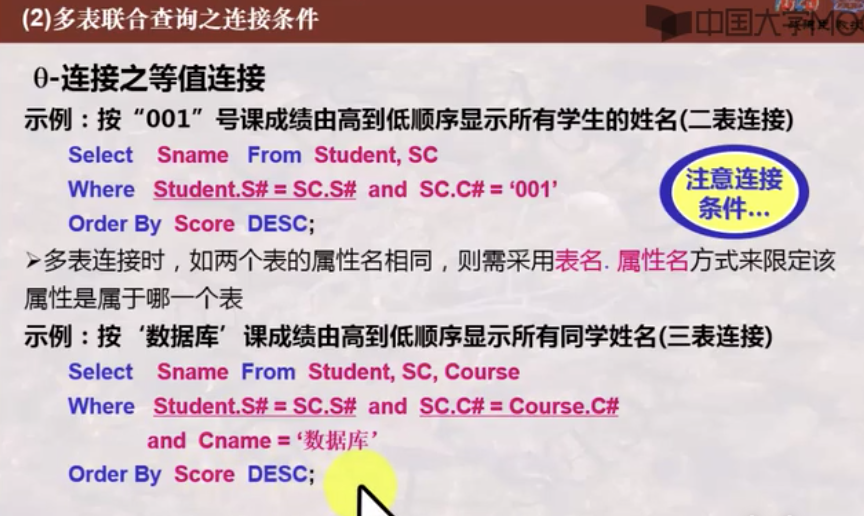 (2)多表联合查询之连接条件
中国大学MO
θ-连接之等值连接
示例：按“001”号课成绩由高到低顺序显示所有学生的姓名(二表连接)
Select Sname From Student, SC
Where Student.S# = SC.S# and SC.C# = ‘001’
Order By Score DESC;
注意连接
条件...
➢多表连接时，如两个表的属性名相同，则需采用表名. 属性名方式来限定该
属性是属于哪一个表
示例：按‘数据库’课成绩由高到低顺序显示所有同学姓名(三表连接)
Select Sname From Student, SC, Course
Where Student.S# = SC.S# and SC.C# = Course.C#
and Cname = ‘数据库’
Order By Score DESC;